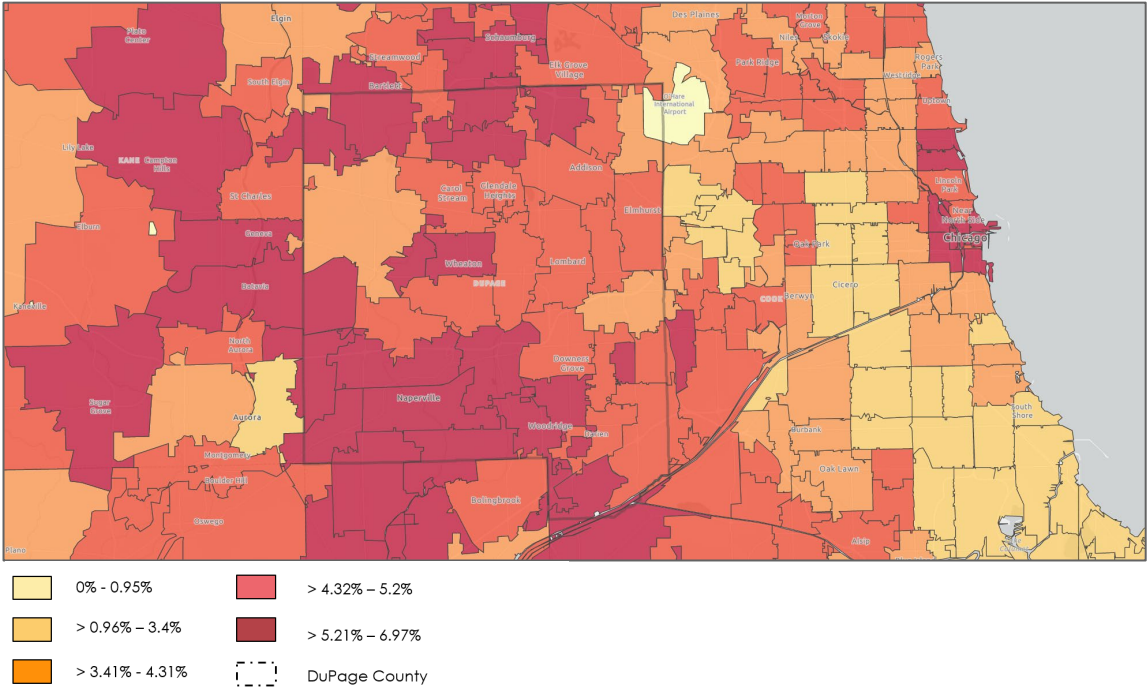 Elgin
Des Plaines
Morton
Grove
Plato
Center
Schaumburg
Niles
Skokie
Streamwood
Elk Grove
Village
Park Ridge
Rogers
Park
Westridge
South Elgin
Bartlett
O'Hare
International
Airport
Uptown
Lily Lake
KANE
Campton
Hills
Addison
St Charles
Carol
Stream
Glendale
Heights
Lincoln
Park
Elmhurst
Near
North Side
Elburn
Geneva
Oak Park
Chicago
Wheaton
Lombard
DUPAGE
Batavia
Cicero
Kaneville
COOK
Berwyn
North
Aurora
Downers
Grove
Sugar
Grove
Naperville
Aurora
South
Shore
Woodridge
Darien
Burbank
Montgomery
Oak Lawn
Boulder Hill
Bolingbrook
Oswego
Alsip
Plano
0% - 0.95%
> 4.32% – 5.2%
> 0.96% – 3.4%
> 5.21% – 6.97%
> 3.41% - 4.31%
DuPage County